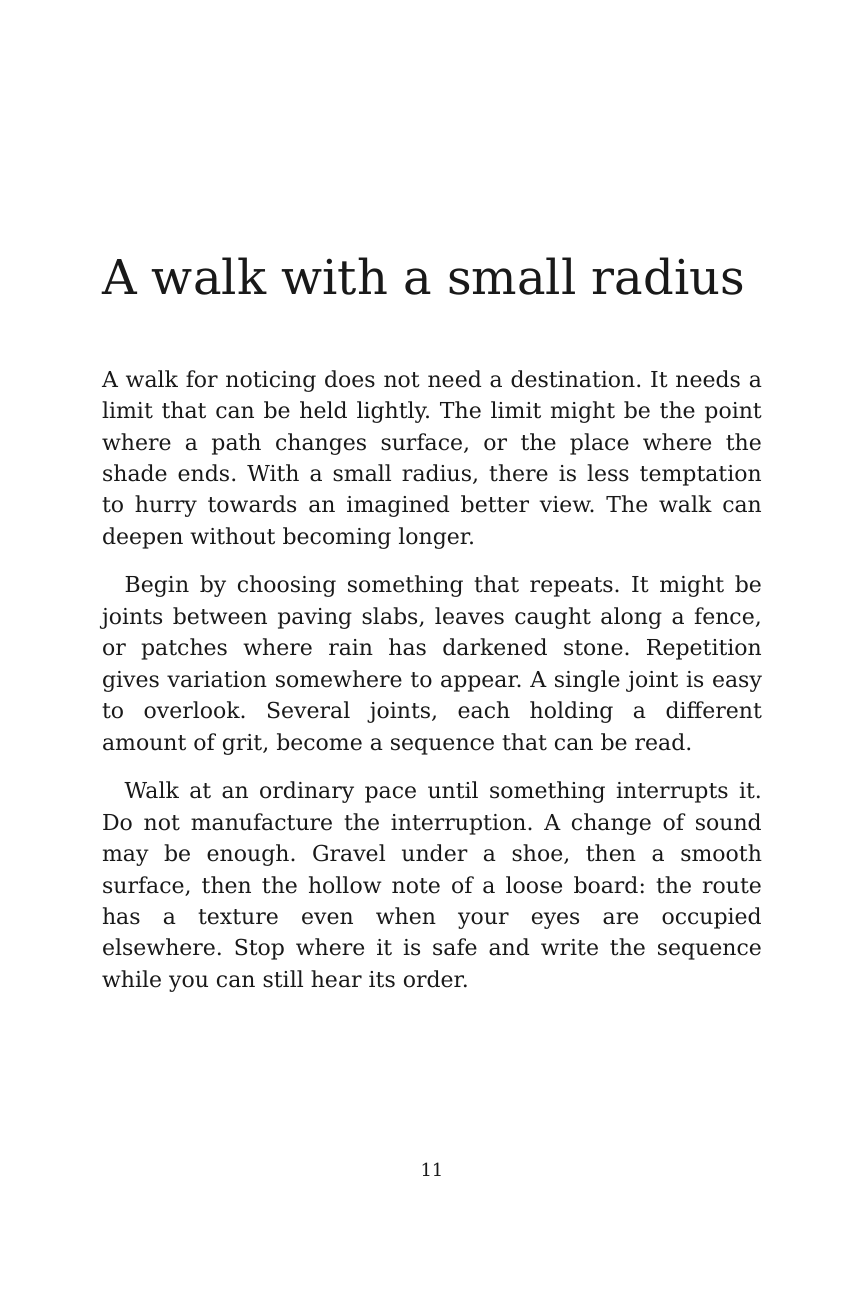 A walk with a small radius
A walk for noticing does not need a destination. It needs a
limit that can be held lightly. The limit might be the point
where a path changes surface, or the place where the
shade ends. With a small radius, there is less temptation
to hurry towards an imagined better view. The walk can
deepen without becoming longer.
Begin by choosing something that repeats. It might be
joints between paving slabs, leaves caught along a fence,
or patches where rain has darkened stone. Repetition
gives variation somewhere to appear. A single joint is easy
to overlook. Several joints, each holding a different
amount of grit, become a sequence that can be read.
Walk at an ordinary pace until something interrupts it.
Do not manufacture the interruption. A change of sound
may be enough. Gravel under a shoe, then a smooth
surface, then the hollow note of a loose board: the route
has a texture even when your eyes are occupied
elsewhere. Stop where it is safe and write the sequence
while you can still hear its order.
11